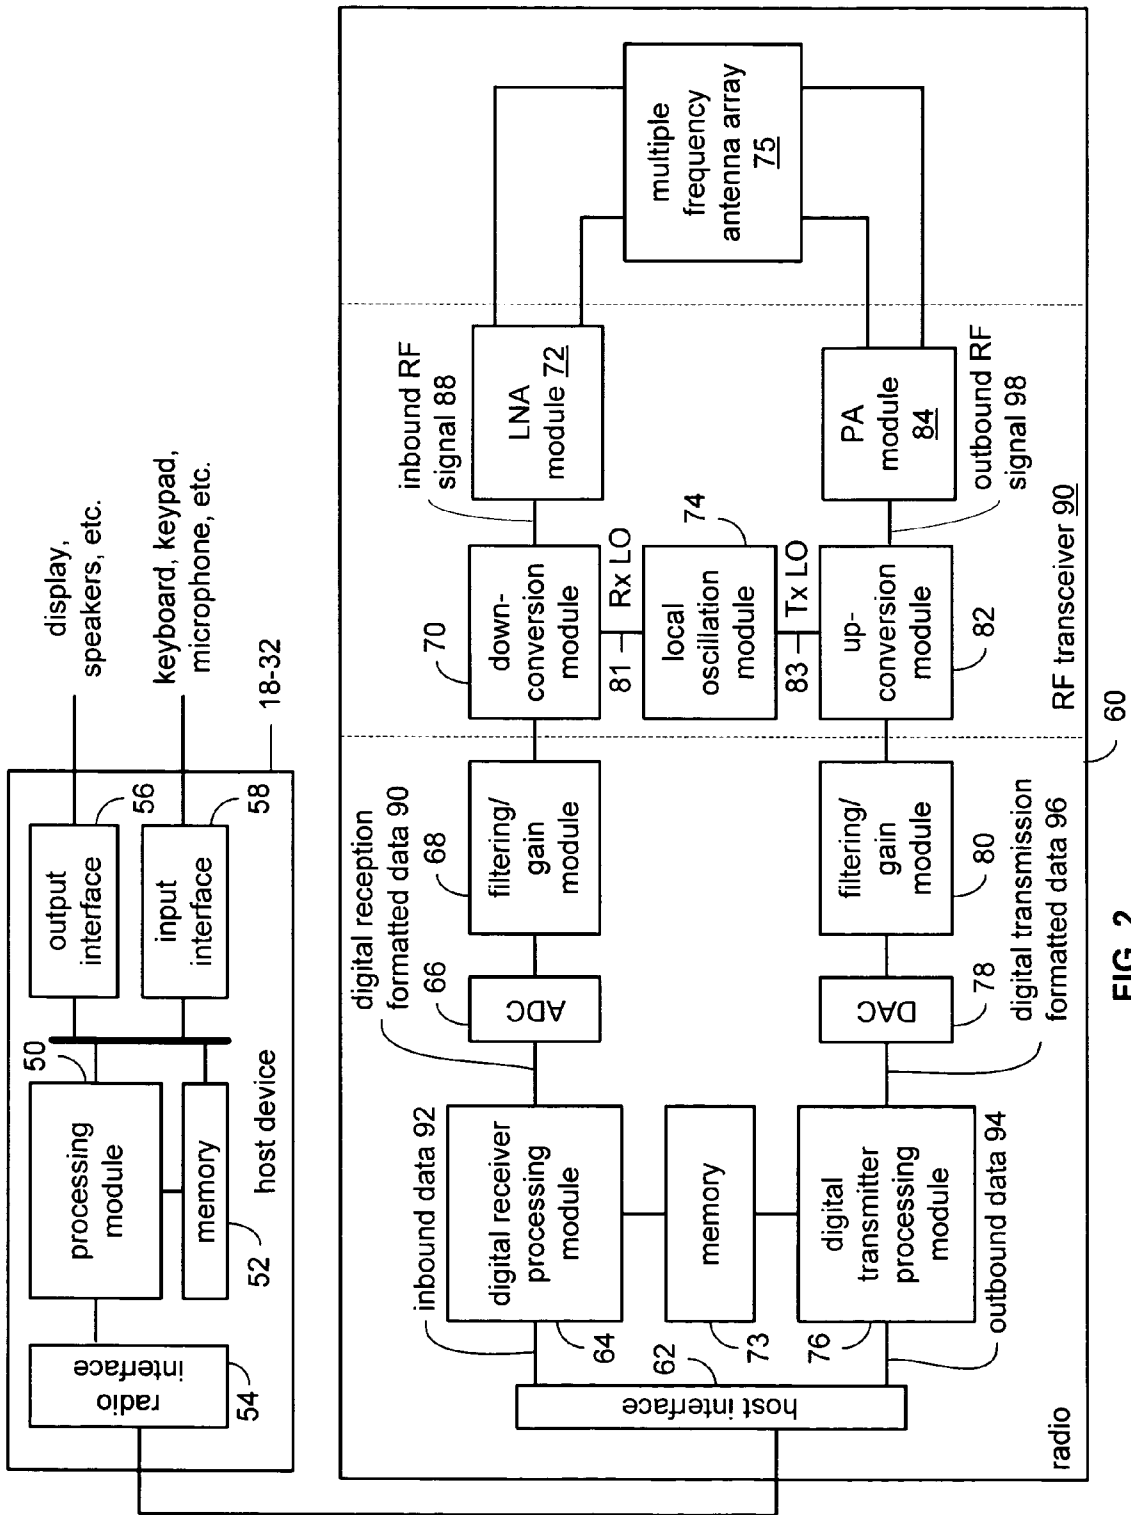 display,
speakers, etc.
keyboard, keypad,
microphone, etc.
18-32
output
interface
56
input
interface
58
processing
module
50
memory
52
host device
radio
interface
54
multiple
frequency
antenna array
75
inbound RF
signal 88
LNA
module 72
PA
module
84
outbound RF
signal 98
down-
conversion
module
70
81
Rx LO
local
oscillation
module
74
83
Tx LO
up-
conversion
module
82
RF transceiver 90
60
filtering/
gain
module
68
filtering/
gain
module
80
digital reception
formatted data 90
ADC
66
DAC
78
digital transmission
formatted data 96
inbound data 92
digital receiver
processing
module
64
memory
73
digital
transmitter
processing
module
76
outbound data 94
host interface
62
radio
FIG. 2